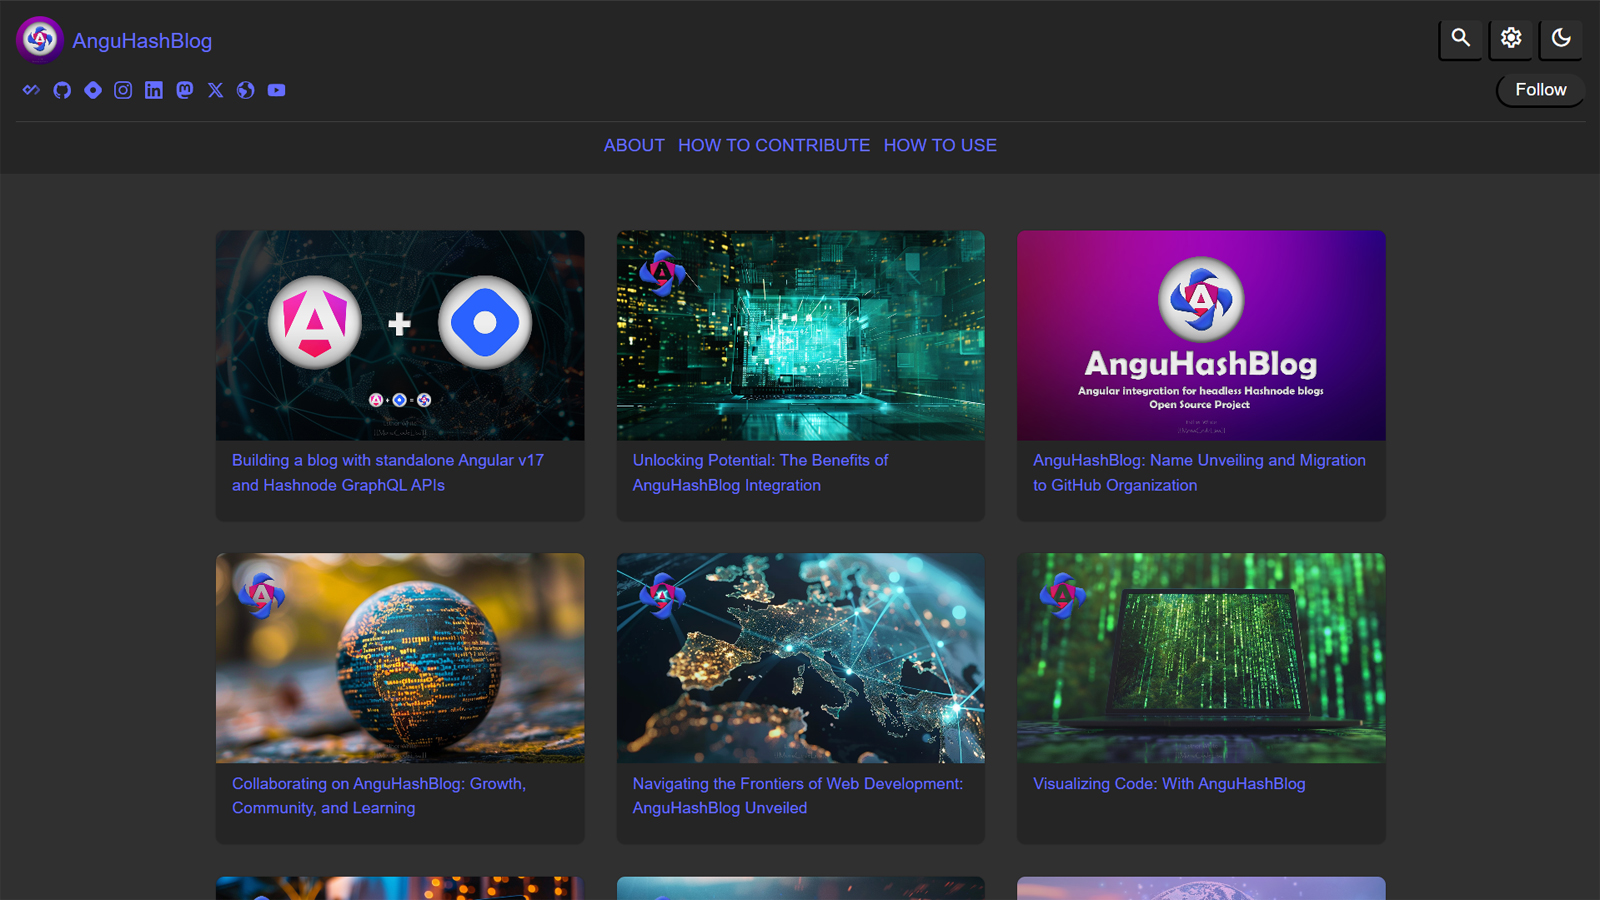 AnguHashBlog
Follow
ABOUT HOW TO CONTRIBUTE HOW TO USE
AnguHashBlog
Angular integration for headless Hashnode blogs
Open Source Project
Building a blog with standalone Angular v17
and Hashnode GraphQL APIs
Unlocking Potential: The Benefits of
AnguHashBlog Integration
AnguHashBlog: Name Unveiling and Migration
to GitHub Organization
Collaborating on AnguHashBlog: Growth,
Community, and Learning
Navigating the Frontiers of Web Development:
AnguHashBlog Unveiled
Visualizing Code: With AnguHashBlog